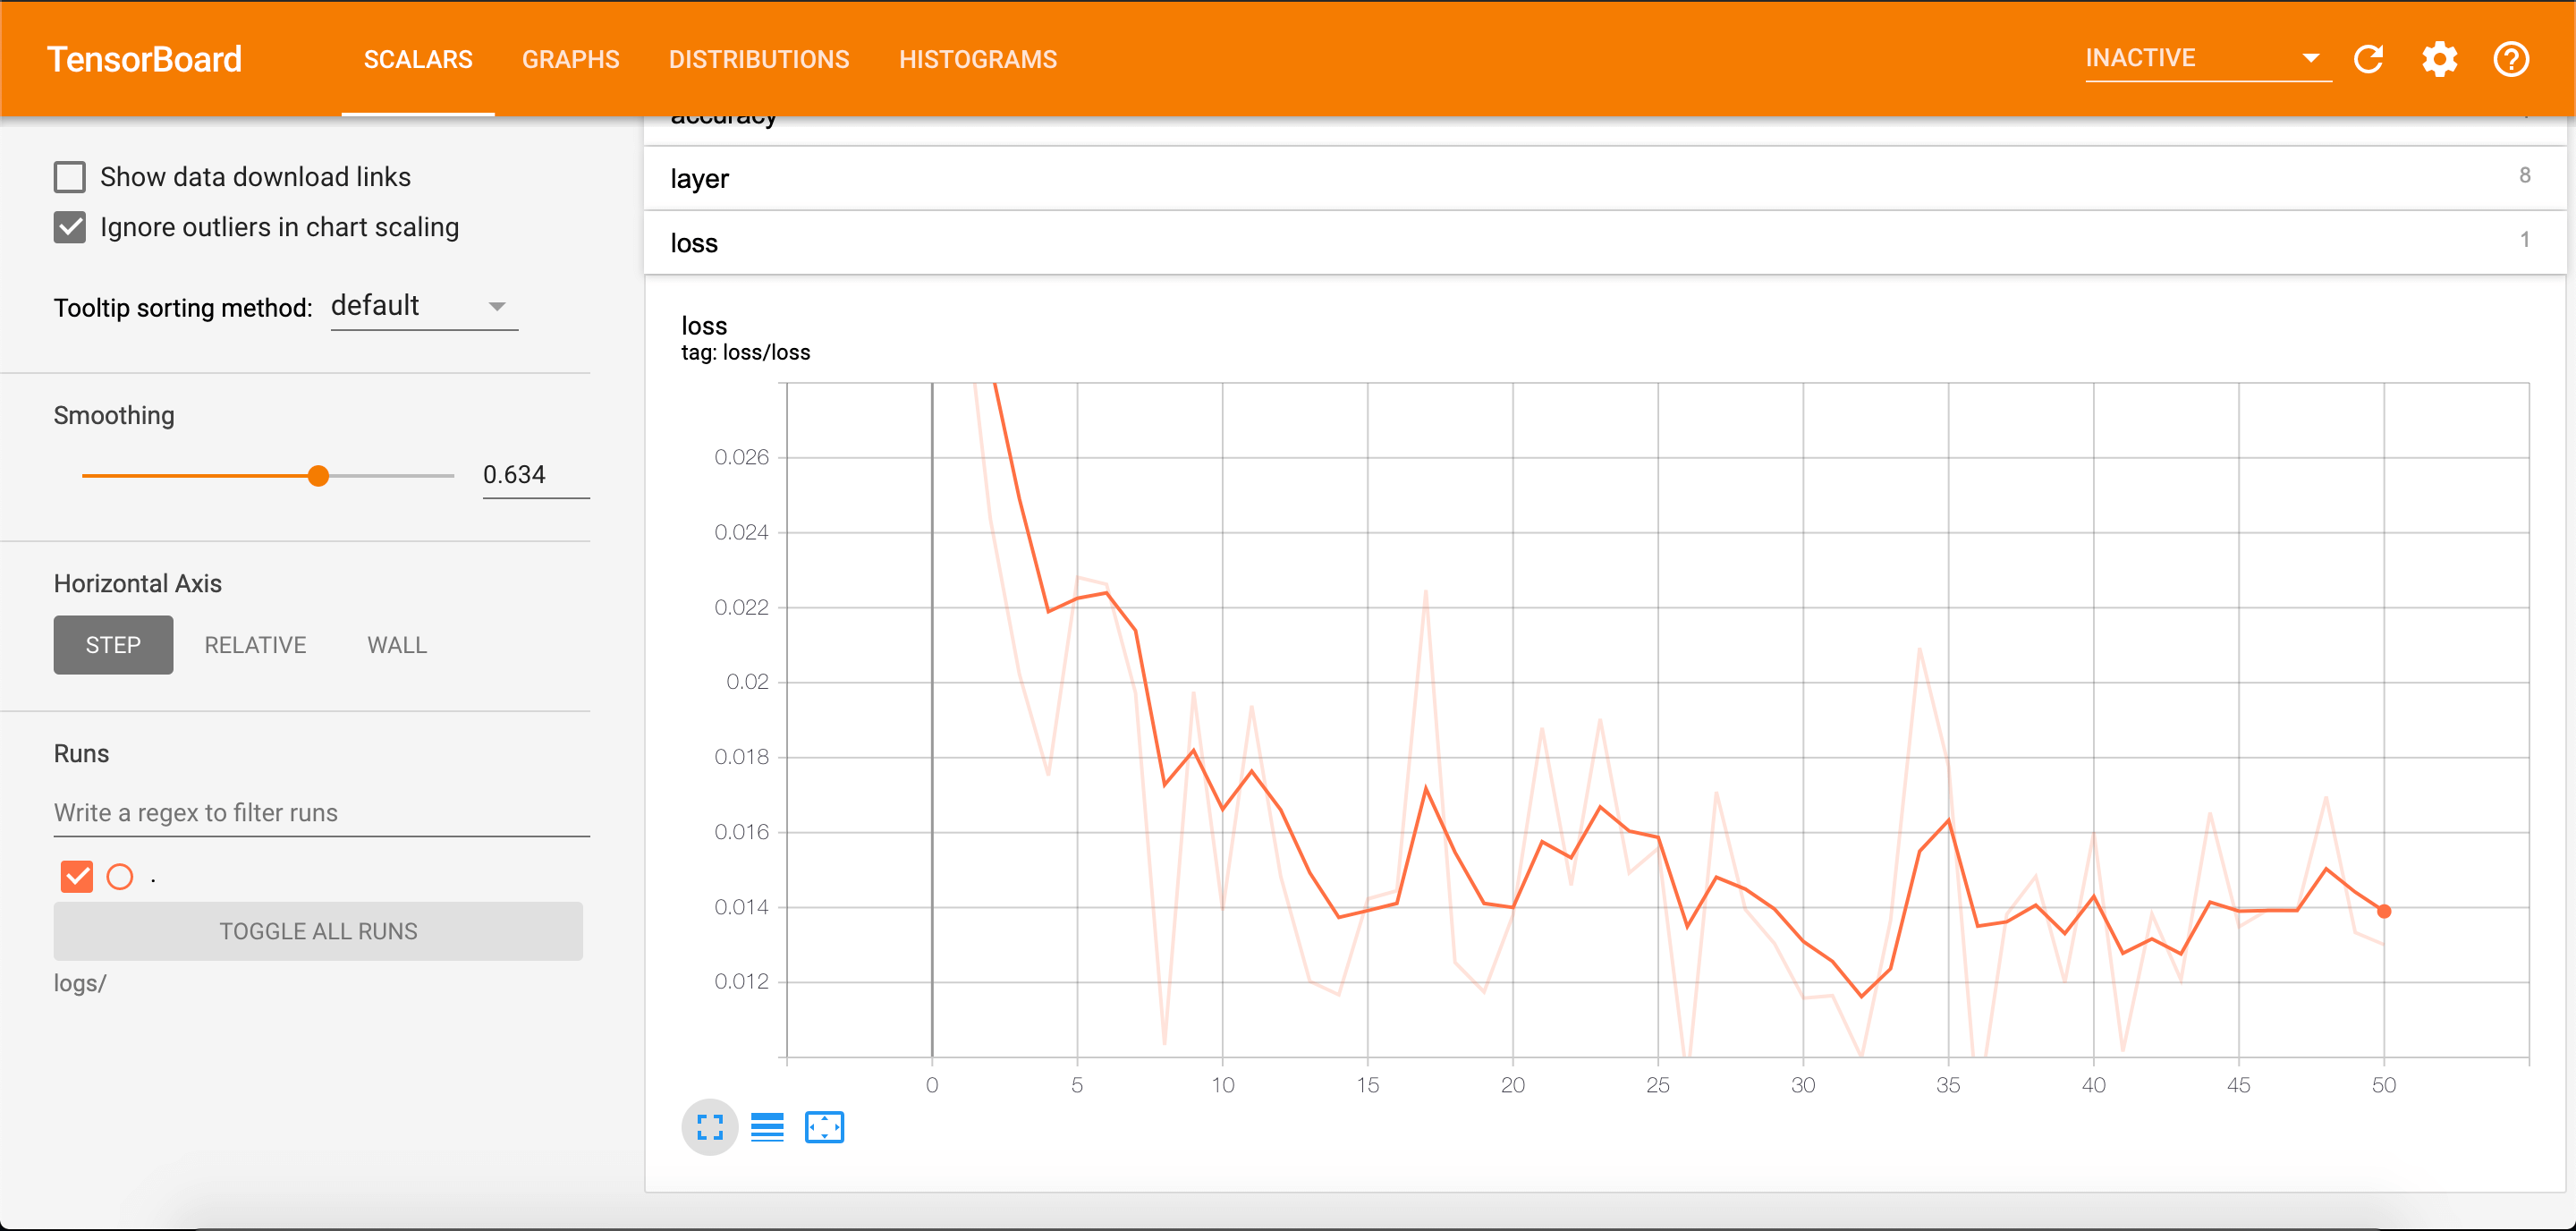 TensorBoard
SCALARS
GRAPHS
DISTRIBUTIONS
HISTOGRAMS
INACTIVE
Show data download links
Ignore outliers in chart scaling
Tooltip sorting method: default
Smoothing
0.634
Horizontal Axis
STEP
RELATIVE
WALL
Runs
Write a regex to filter runs
.
TOGGLE ALL RUNS
logs/
accuracy
layer
8
loss
1
loss
tag: loss/loss
0.026
0.024
0.022
0.02
0.018
0.016
0.014
0.012
0
5
10
15
20
25
30
35
40
45
50